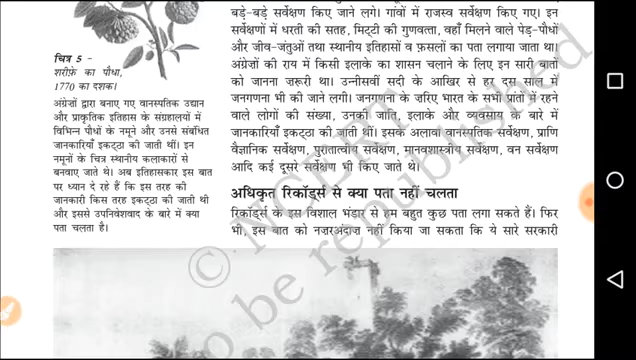 बड़े-बड़े सर्वेक्षण किए जाने लगे। गांवों में राजस्व सर्वेक्षण किए गए। इन
सर्वेक्षणों में धरती की सतह, मिट्टी की गुणवत्ता, वहाँ मिलने वाले पेड़-पौधों
और जीव-जंतुओं तथा स्थानीय इतिहासों व फ़सलों का पता लगाया जाता था।
अंग्रेज़ों की राय में किसी इलाके का शासन चलाने के लिए इन सारी बातों
को जानना ज़रूरी था। उन्नीसवीं सदी के आखिर से हर दस साल में
जनगणना भी की जाने लगी। जनगणना के ज़रिए भारत के सभी प्रांतों में रहने
वाले लोगों की संख्या, उनकी जाति, इलाके और व्यवसाय के बारे में
जानकारियाँ इकट्ठा की जाती थीं। इसके अलावा वानस्पतिक सर्वेक्षण, प्राणि
वैज्ञानिक सर्वेक्षण, पुरातात्वीय सर्वेक्षण, मानवशास्त्रीय सर्वेक्षण, वन सर्वेक्षण
आदि कई दूसरे सर्वेक्षण भी किए जाते थे।
अधिकृत रिकॉर्ड्स से क्या पता नहीं चलता
रिकॉर्ड्स के इस विशाल भंडार से हम बहुत कुछ पता लगा सकते हैं। फिर
भी, इस बात को नज़रअंदाज़ नहीं किया जा सकता कि ये सारे सरकारी
चित्र 5 -
शरीफ़े का पौधा,
1770 का दशक।
अंग्रेज़ों द्वारा बनाए गए वानस्पतिक उद्यान
और प्राकृतिक इतिहास के संग्रहालयों में
विभिन्न पौधों के नमूने और उनसे संबंधित
जानकारियाँ इकट्ठा की जाती थीं। इन
नमूनों के चित्र स्थानीय कलाकारों से
बनवाए जाते थे। अब इतिहासकार इस बात
पर ध्यान दे रहे हैं कि इस तरह की
जानकारी किस तरह इकट्ठा की जाती थी
और इससे उपनिवेशवाद के बारे में क्या
पता चलता है।
© NCERT
to be republished